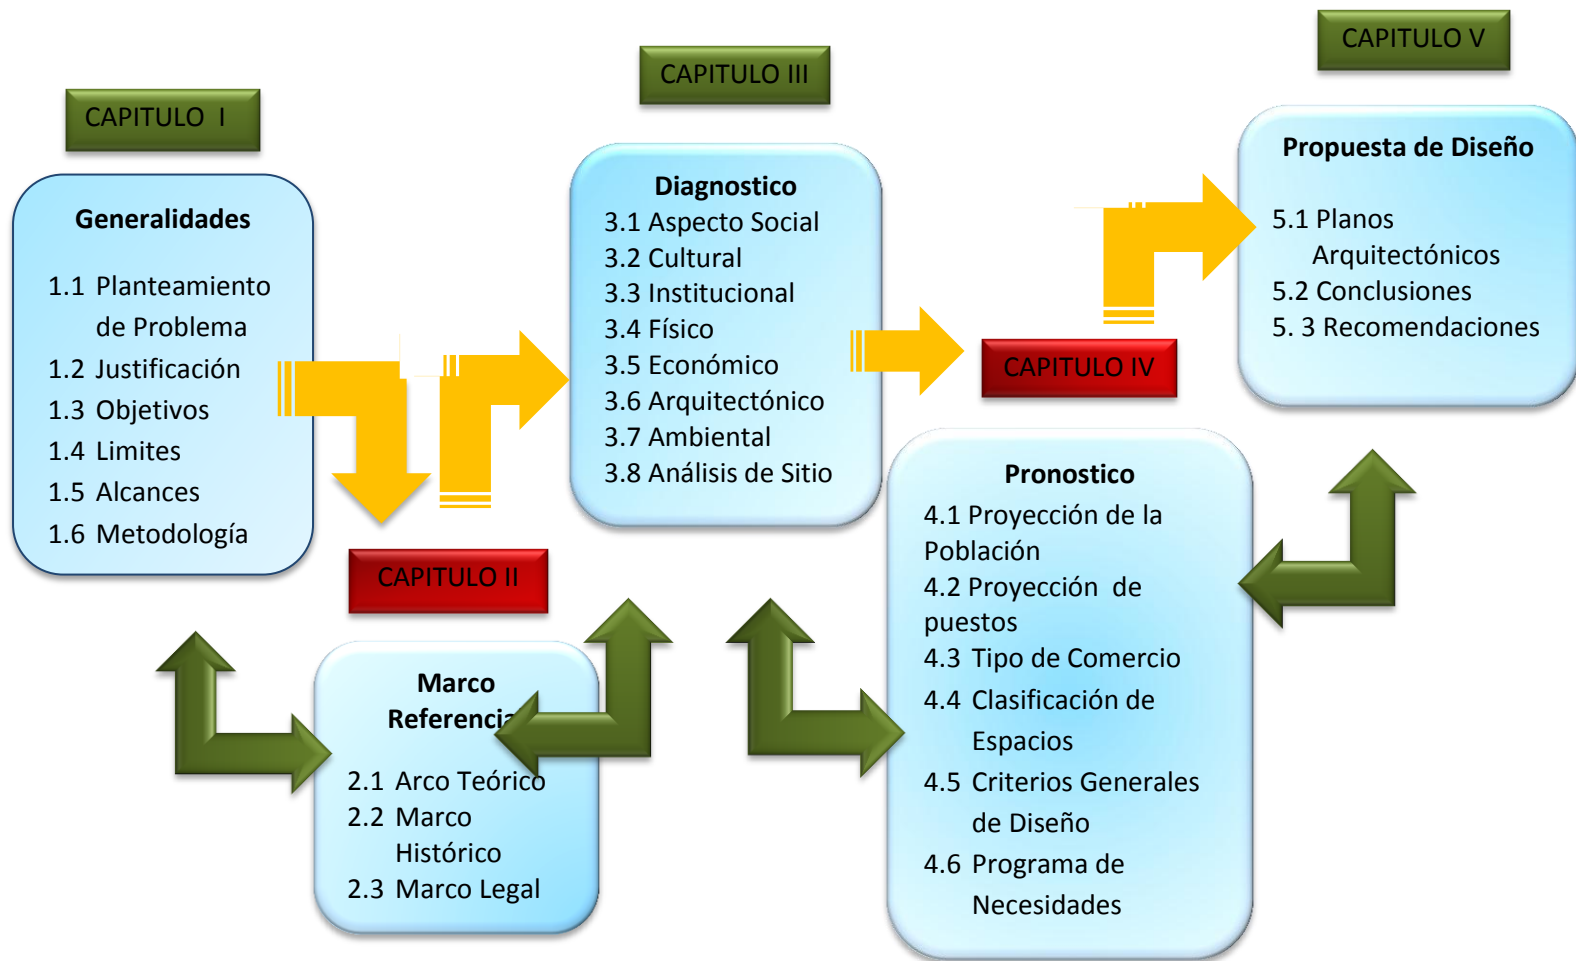 CAPITULO I
Generalidades
1.1 Planteamiento
de Problema
1.2 Justificación
1.3 Objetivos
1.4 Limites
1.5 Alcances
1.6 Metodología
CAPITULO II
Marco
Referencia
2.1 Arco Teórico
2.2 Marco
Histórico
2.3 Marco Legal
CAPITULO III
Diagnostico
3.1 Aspecto Social
3.2 Cultural
3.3 Institucional
3.4 Físico
3.5 Económico
3.6 Arquitectónico
3.7 Ambiental
3.8 Análisis de Sitio
CAPITULO IV
Pronostico
4.1 Proyección de la
Población
4.2 Proyección de
puestos
4.3 Tipo de Comercio
4.4 Clasificación de
Espacios
4.5 Criterios Generales
de Diseño
4.6 Programa de
Necesidades
CAPITULO V
Propuesta de Diseño
5.1 Planos
Arquitectónicos
5.2 Conclusiones
5. 3 Recomendaciones